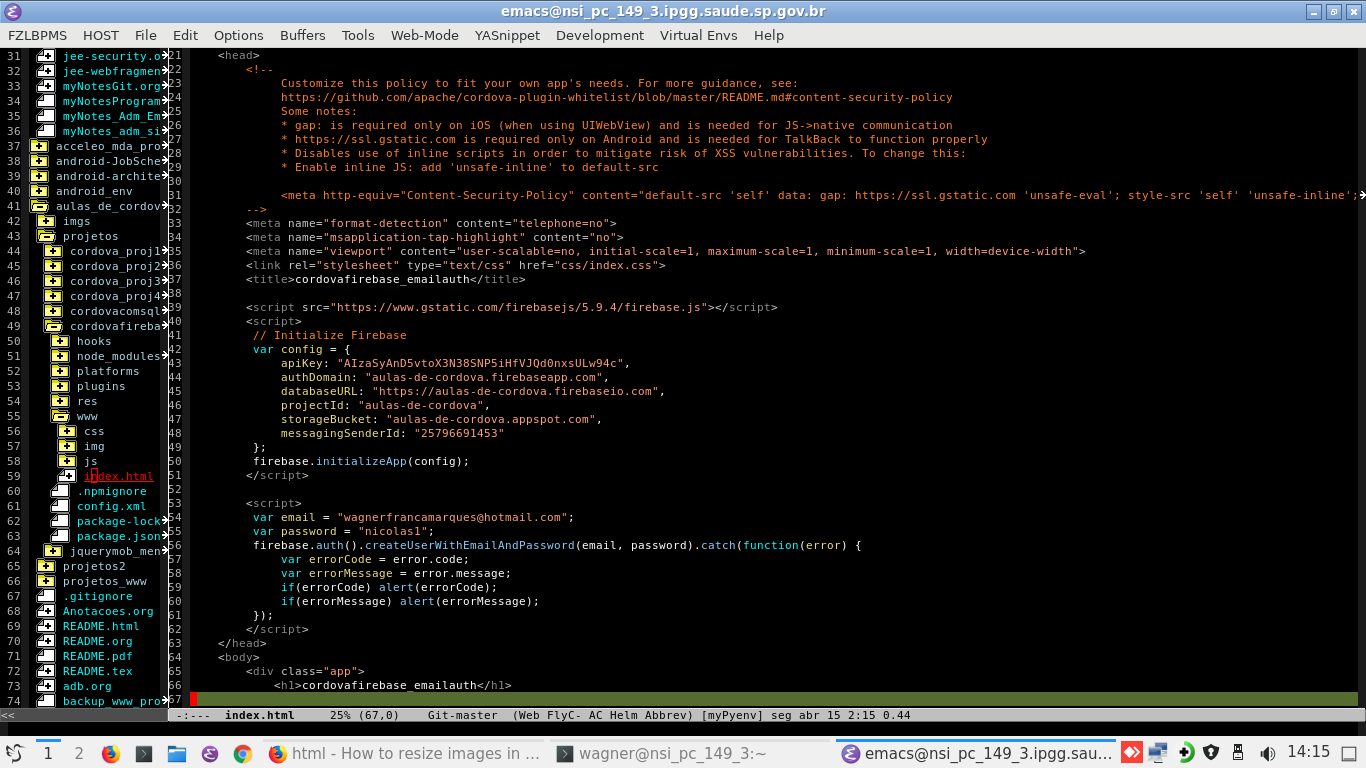 emacs@nsi_pc_149_3.ipgg.saude.sp.gov.br
FZLBPMS HOST File Edit Options Buffers Tools Web-Mode YASnippet Development Virtual Envs Help
31 jee-security.o
32 jee-webfragmen
33 myNotesGit.org
34 myNotesProgram
35 myNotes_Adm_Em
36 myNotes_adm_si
37 acceleo_mda_pro
38 android-JobSche
39 android-archite
40 android_env
41 aulas_de_cordov
42 imgs
43 projetos
44 cordova_proj1
45 cordova_proj2
46 cordova_proj3
47 cordova_proj4
48 cordovacomsql
49 cordovafireba
50 hooks
51 node_modules
52 platforms
53 plugins
54 res
55 www
56 css
57 img
58 js
59 index.html
60 .npmignore
61 config.xml
62 package-lock
63 package.json
64 jquerymob_men
65 projetos2
66 projetos_www
67 .gitignore
68 Anotacoes.org
69 README.html
70 README.org
71 README.pdf
72 README.tex
73 adb.org
74 backup_www_pro
<<
21 <head>
22 <!--
23 Customize this policy to fit your own app's needs. For more guidance, see:
24 https://github.com/apache/cordova-plugin-whitelist/blob/master/README.md#content-security-policy
25 Some notes:
26 * gap: is required only on iOS (when using UIWebView) and is needed for JS->native communication
27 * https://ssl.gstatic.com is required only on Android and is needed for TalkBack to function properly
28 * Disables use of inline scripts in order to mitigate risk of XSS vulnerabilities. To change this:
29 * Enable inline JS: add 'unsafe-inline' to default-src
30
31 <meta http-equiv="Content-Security-Policy" content="default-src 'self' data: gap: https://ssl.gstatic.com 'unsafe-eval'; style-src 'self' 'unsafe-inline';
32 -->
33 <meta name="format-detection" content="telephone=no">
34 <meta name="msapplication-tap-highlight" content="no">
35 <meta name="viewport" content="user-scalable=no, initial-scale=1, maximum-scale=1, minimum-scale=1, width=device-width">
36 <link rel="stylesheet" type="text/css" href="css/index.css">
37 <title>cordovafirebase_emailauth</title>
38
39 <script src="https://www.gstatic.com/firebasejs/5.9.4/firebase.js"></script>
40 <script>
41 // Initialize Firebase
42 var config = {
43 apiKey: "AIzaSyAnD5vtoX3N38SNP5iHfVJQd0nxsULw94c",
44 authDomain: "aulas-de-cordova.firebaseapp.com",
45 databaseURL: "https://aulas-de-cordova.firebaseio.com",
46 projectId: "aulas-de-cordova",
47 storageBucket: "aulas-de-cordova.appspot.com",
48 messagingSenderId: "25796691453"
49 };
50 firebase.initializeApp(config);
51 </script>
52
53 <script>
54 var email = "wagnerfrancamarques@hotmail.com";
55 var password = "nicolas1";
56 firebase.auth().createUserWithEmailAndPassword(email, password).catch(function(error) {
57 var errorCode = error.code;
58 var errorMessage = error.message;
59 if(errorCode) alert(errorCode);
60 if(errorMessage) alert(errorMessage);
61 });
62 </script>
63 </head>
64 <body>
65 <div class="app">
66 <h1>cordovafirebase_emailauth</h1>
67
-:--- index.html 25% (67,0) Git-master (Web FlyC- AC Helm Abbrev) [myPyenv] seg abr 15 2:15 0.44
1 2 html - How to resize images in ... wagner@nsi_pc_149_3:~ emacs@nsi_pc_149_3.ipgg.sau... 14:15